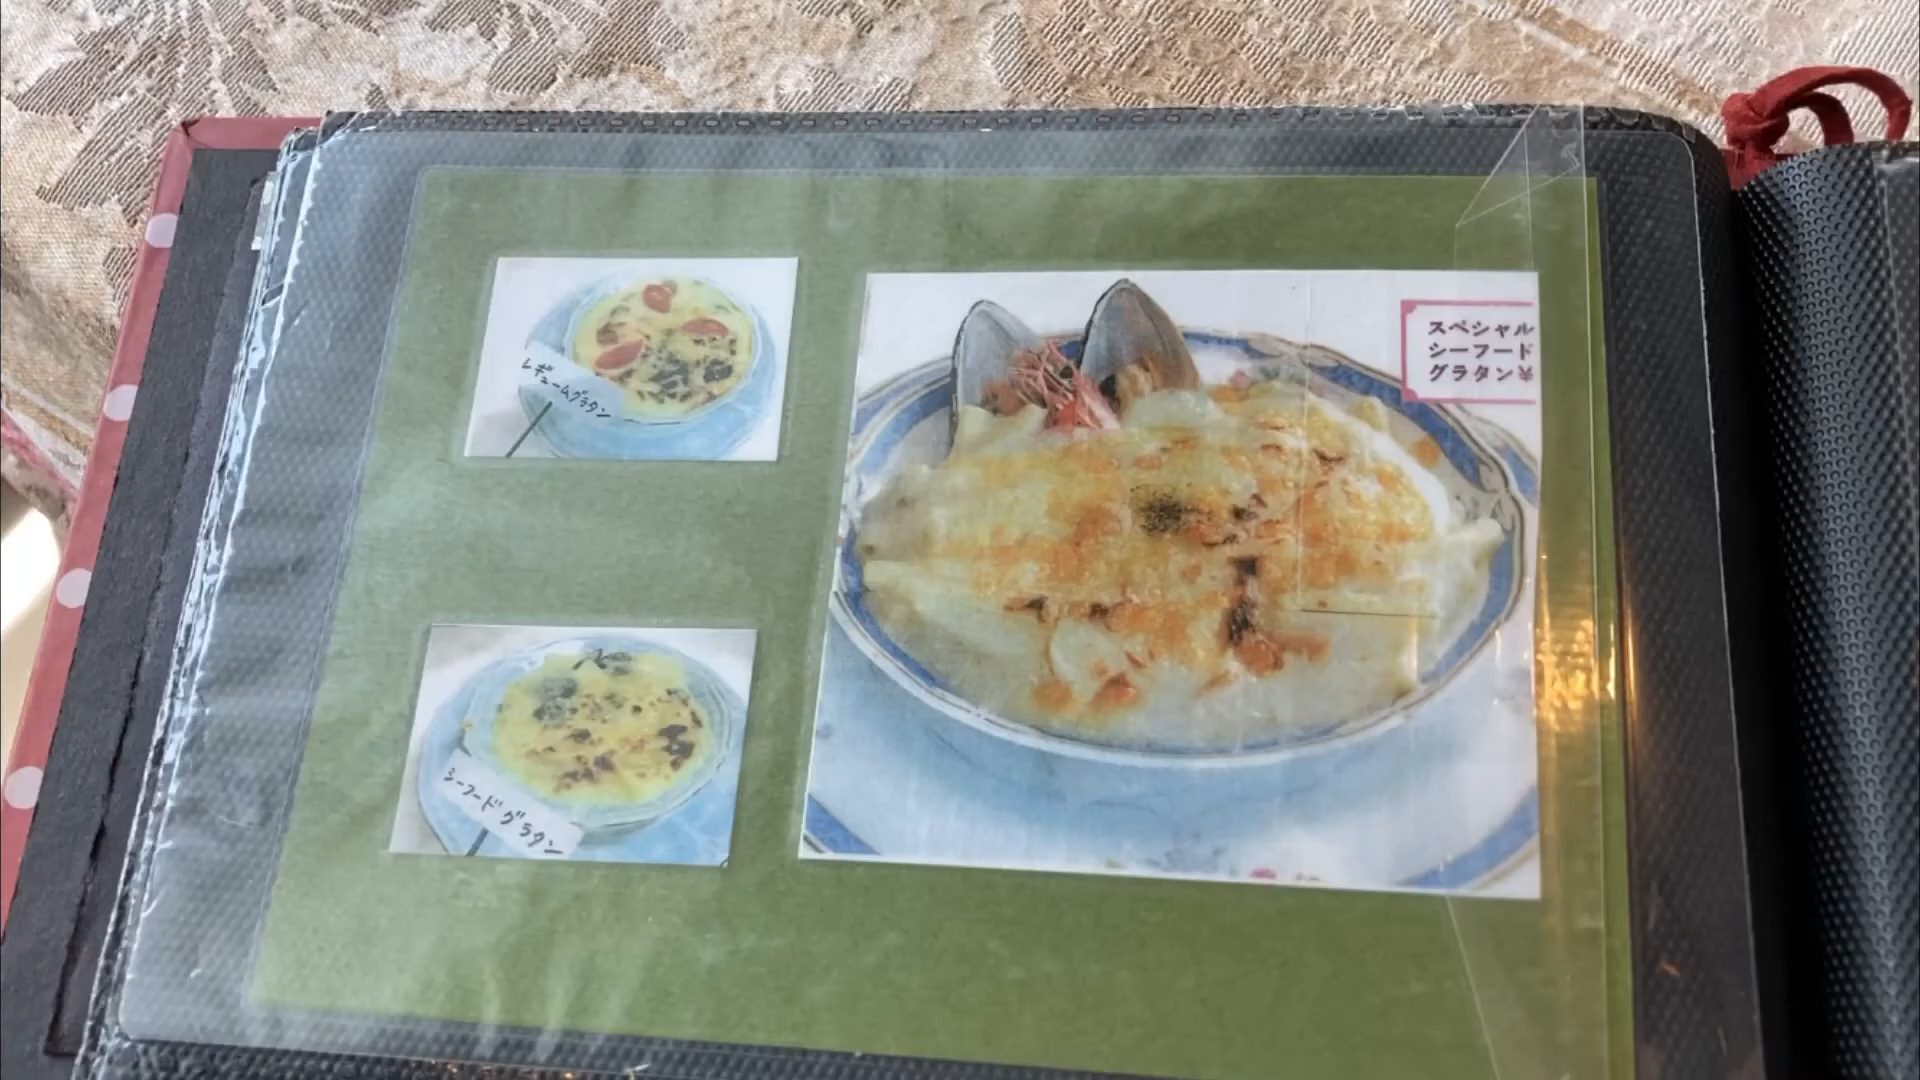 レギュームグラタン
スペシャル
シーフード
グラタン¥
シーフードグラタン